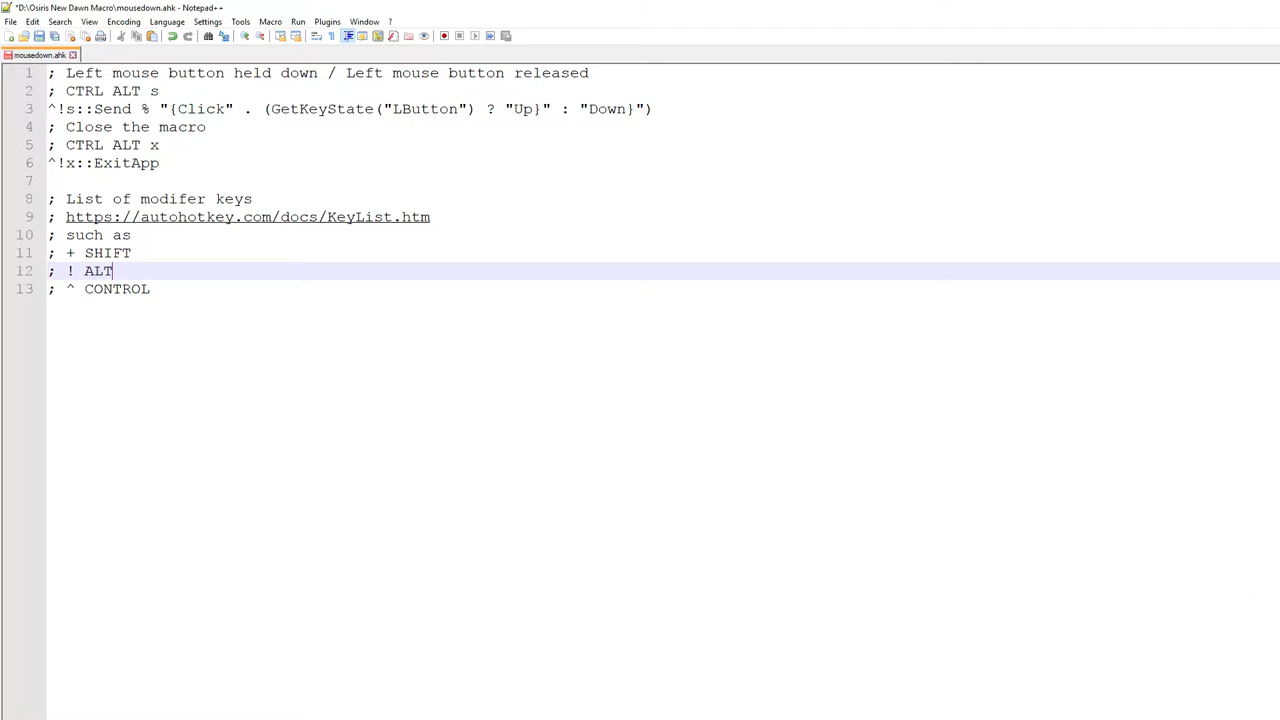 *D:\Osiris New Dawn Macro\mousedown.ahk - Notepad++
File Edit Search View Encoding Language Settings Tools Macro Run Plugins Window ?
mousedown.ahk
1 ; Left mouse button held down / Left mouse button released
2 ; CTRL ALT s
3 ^!s::Send % "{Click" . (GetKeyState("LButton") ? "Up}" : "Down}")
4 ; Close the macro
5 ; CTRL ALT x
6 ^!x::ExitApp
7
8 ; List of modifer keys
9 ; https://autohotkey.com/docs/KeyList.htm
10 ; such as
11 ; + SHIFT
12 ; ! ALT
13 ; ^ CONTROL